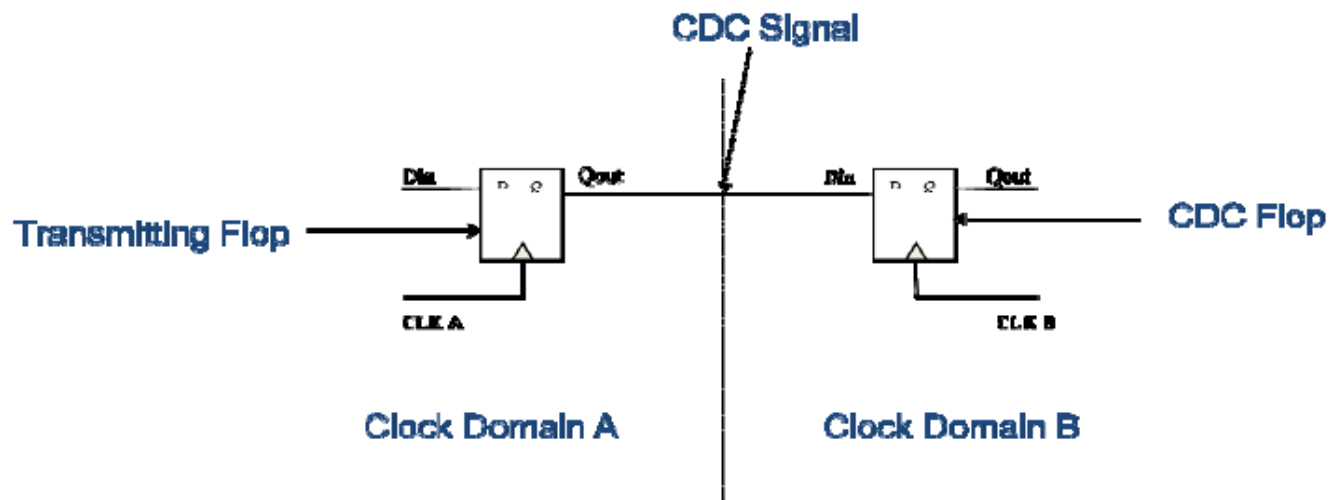 CDC Signal
Din
D Q
Qout
Din
D Q
Qout
Transmitting Flop
CDC Flop
CLK A
CLK B
Clock Domain A
Clock Domain B